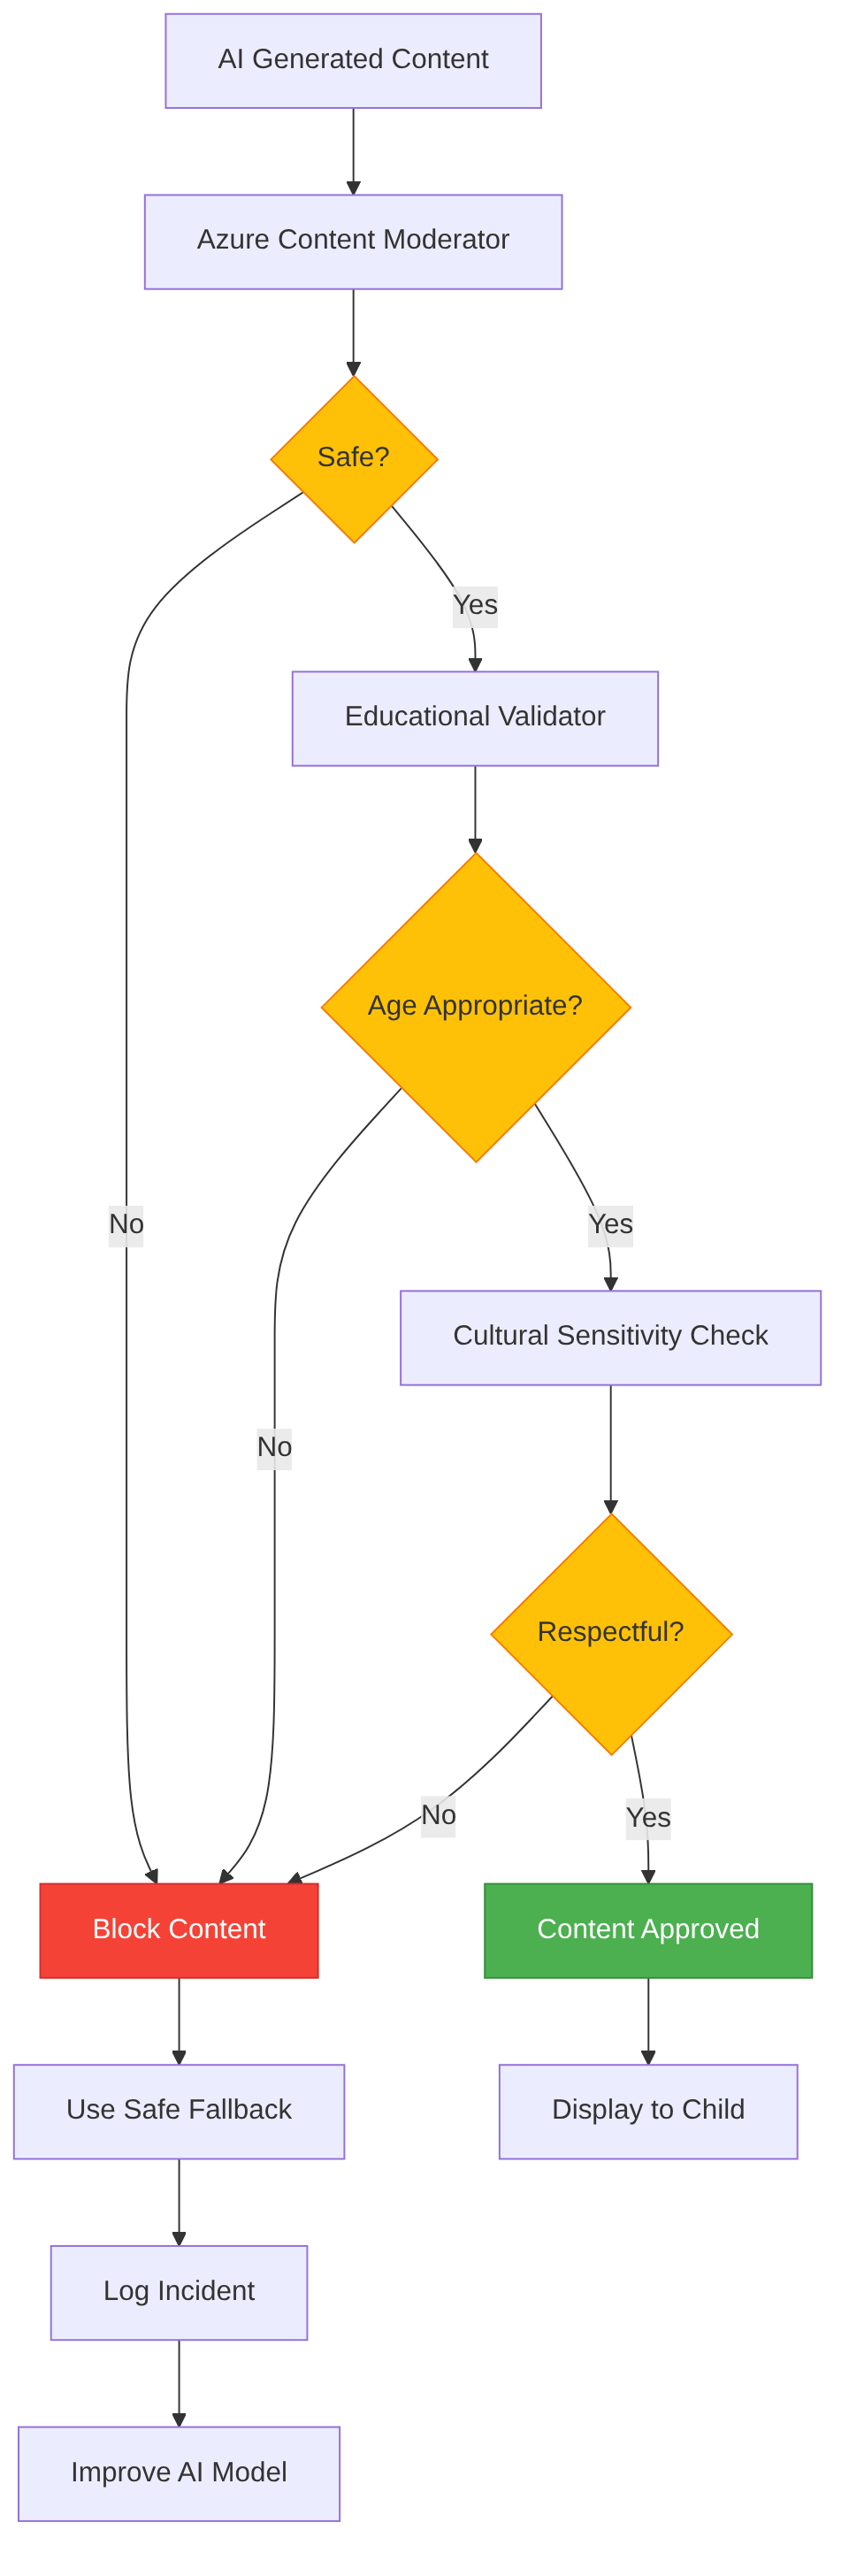 AI Generated Content
Azure Content Moderator
Safe?
Yes
Educational Validator
Age Appropriate?
No
Yes
Cultural Sensitivity Check
No
Respectful?
No
Yes
Block Content
Content Approved
Use Safe Fallback
Display to Child
Log Incident
Improve AI Model